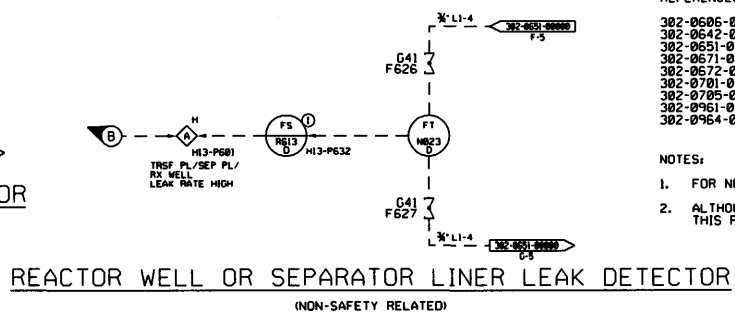 302-0606-0
302-0642-0
302-0651-0
302-0671-0
302-0672-0
302-0701-0
302-0705-0
302-0961-0
302-0964-0
NOTES:
1. FOR N
2. ALTHO
THIS P
¾" L1-4
302-0651-00000
F-5
G41
F626
B
H
A
H13-P601
TRSF PL/SEP PL/
RX WELL
LEAK RATE HIGH
FS
1
R613
D
H13-P632
FT
N023
D
G41
F627
¾" L1-4
302-0651-00000
G-5
OR
REACTOR WELL OR SEPARATOR LINER LEAK DETECTOR
(NON-SAFETY RELATED)